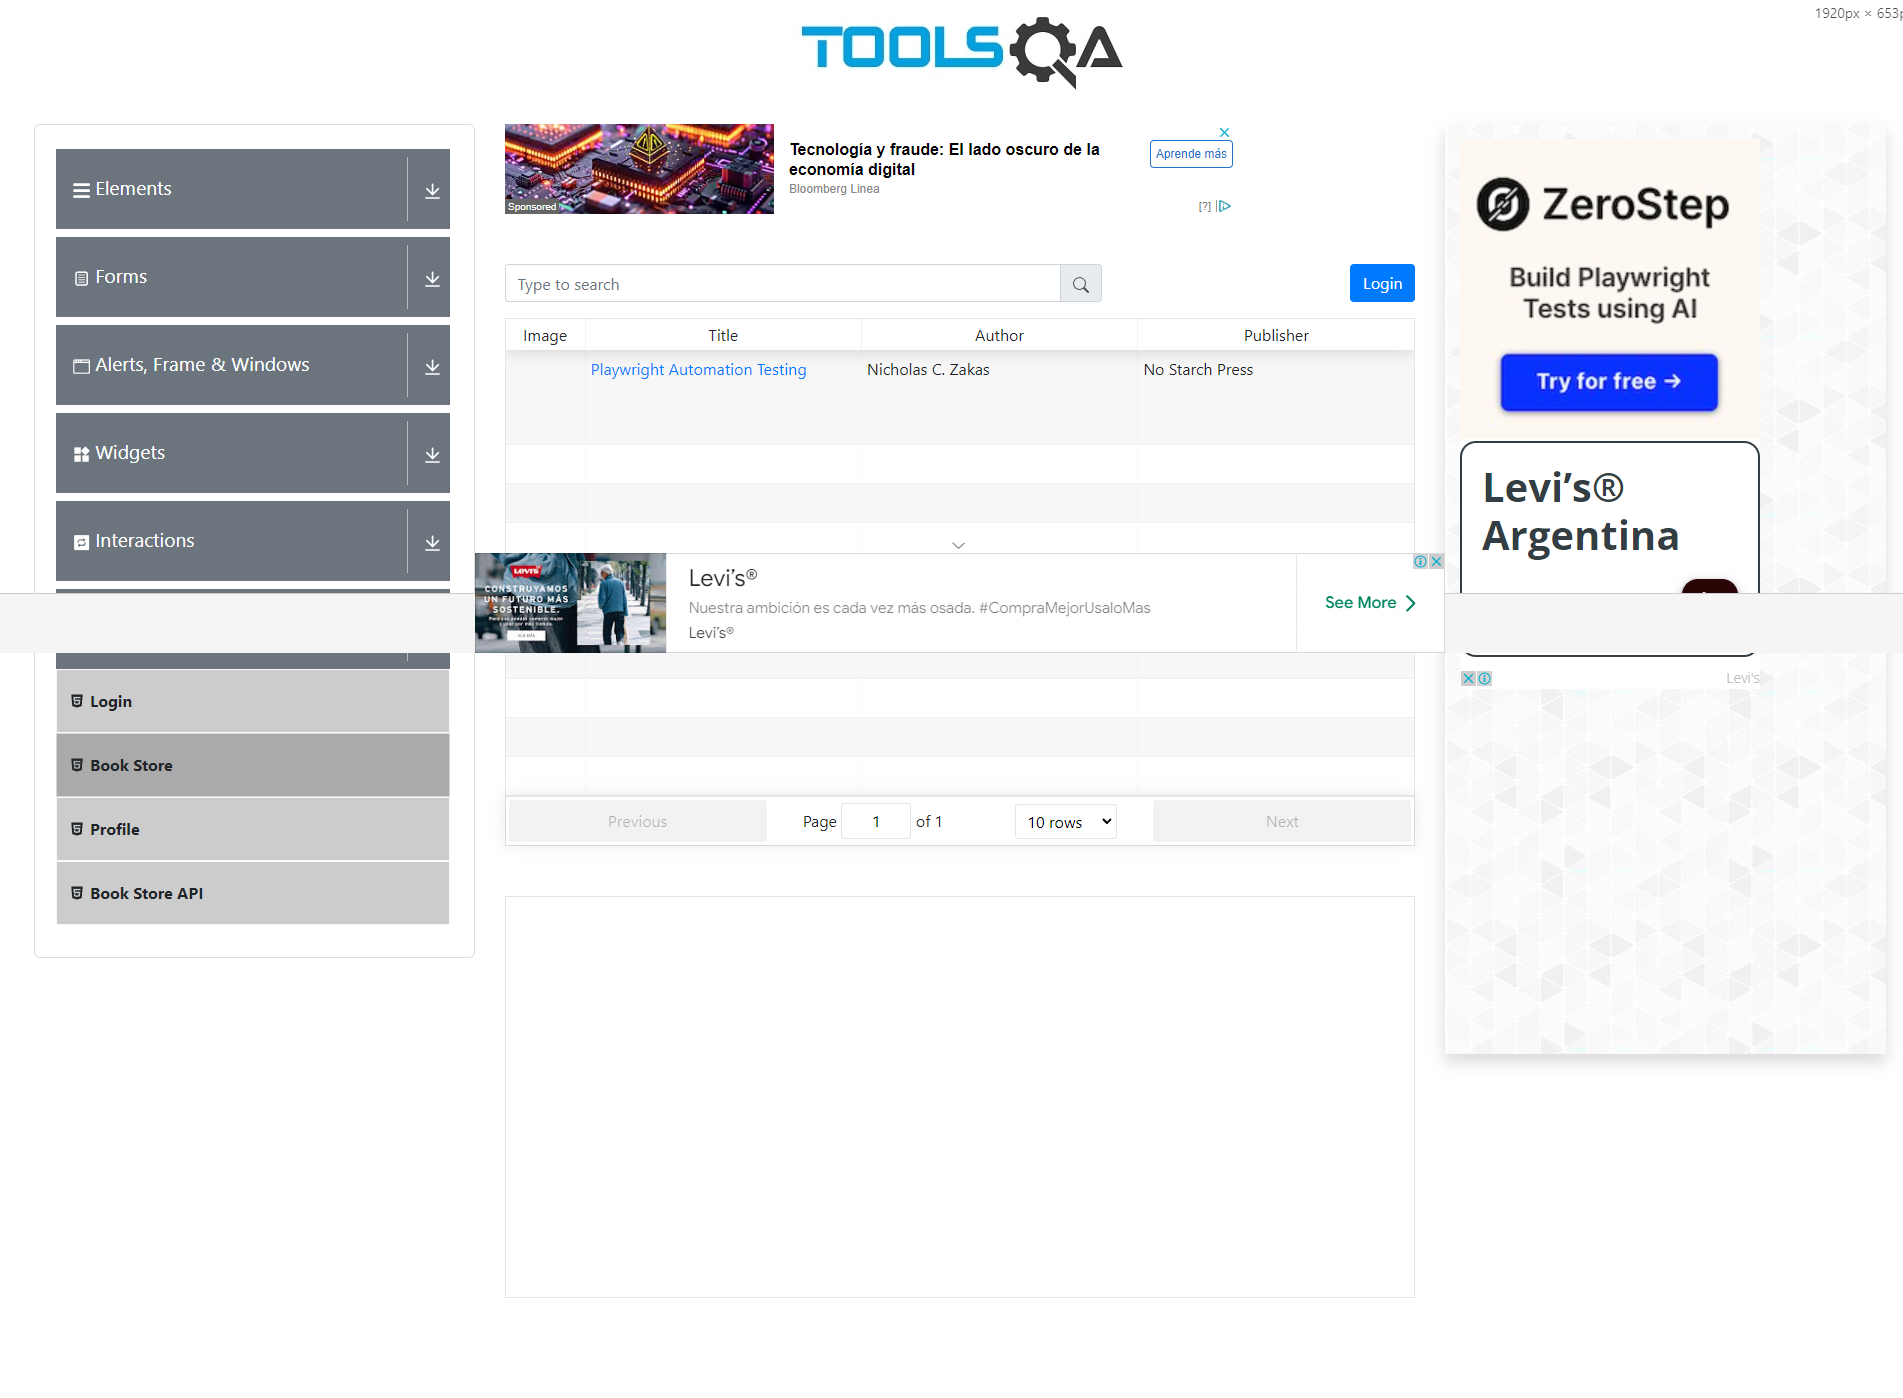 1920px × 653p
TOOLSQA
Elements
Forms
Alerts, Frame & Windows
Widgets
Interactions
Login
Book Store
Profile
Book Store API
Tecnología y fraude: El lado oscuro de la
economía digital
Bloomberg Linea
Sponsored
Aprende más
[?]
Type to search
Login
Image Title Author Publisher
Playwright Automation Testing Nicholas C. Zakas No Starch Press
LEVI'S
CONSTRUYAMOS
UN FUTURO MÁS
SOSTENIBLE.
Levi's®
Nuestra ambición es cada vez más osada. #CompraMejorUsaloMas
Levi's®
See More
Previous Page 1 of 1 10 rows Next
ZeroStep
Build Playwright
Tests using AI
Try for free →
Levi's®
Argentina
Levi's